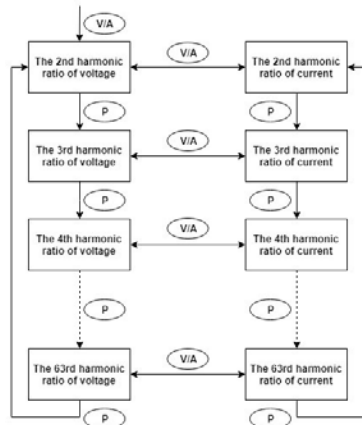 V/A
The 2nd harmonic
ratio of voltage
V/A
The 2nd harmonic
ratio of current
P
P
The 3rd harmonic
ratio of voltage
V/A
The 3rd harmonic
ratio of current
P
P
The 4th harmonic
ratio of voltage
V/A
The 4th harmonic
ratio of current
P
P
The 63rd harmonic
ratio of voltage
V/A
The 63rd harmonic
ratio of current
P
P